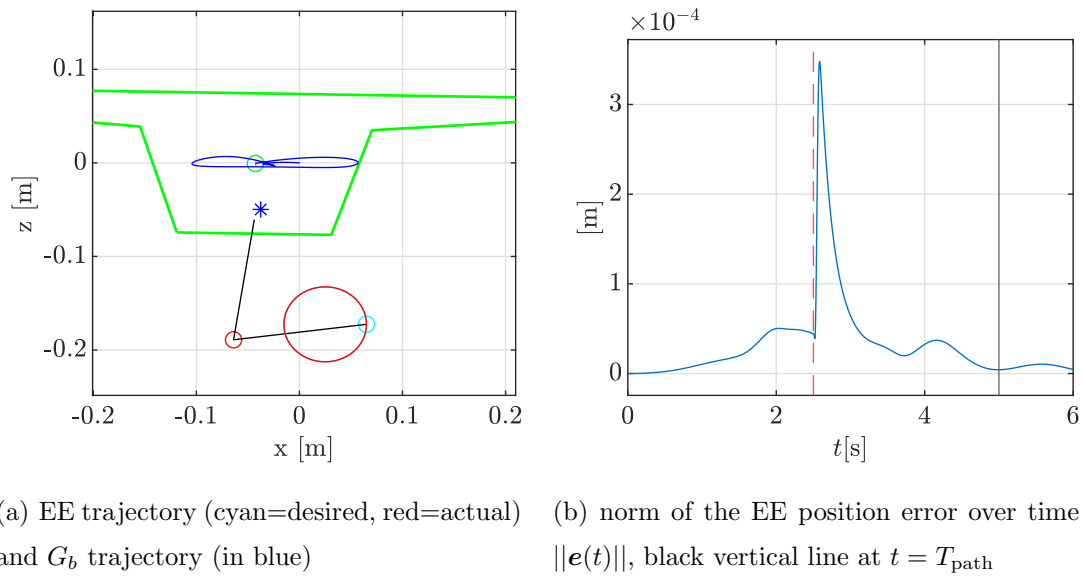 ×10⁻⁴
0.1
0
-0.1
-0.2
z [m]
-0.2
-0.1
0
0.1
0.2
x [m]
3
2
1
0
[m]
0
2
4
6
t[s]
(a) EE trajectory (cyan=desired, red=actual)
and G_b trajectory (in blue)
(b) norm of the EE position error over time
||e(t)||, black vertical line at t = T_path